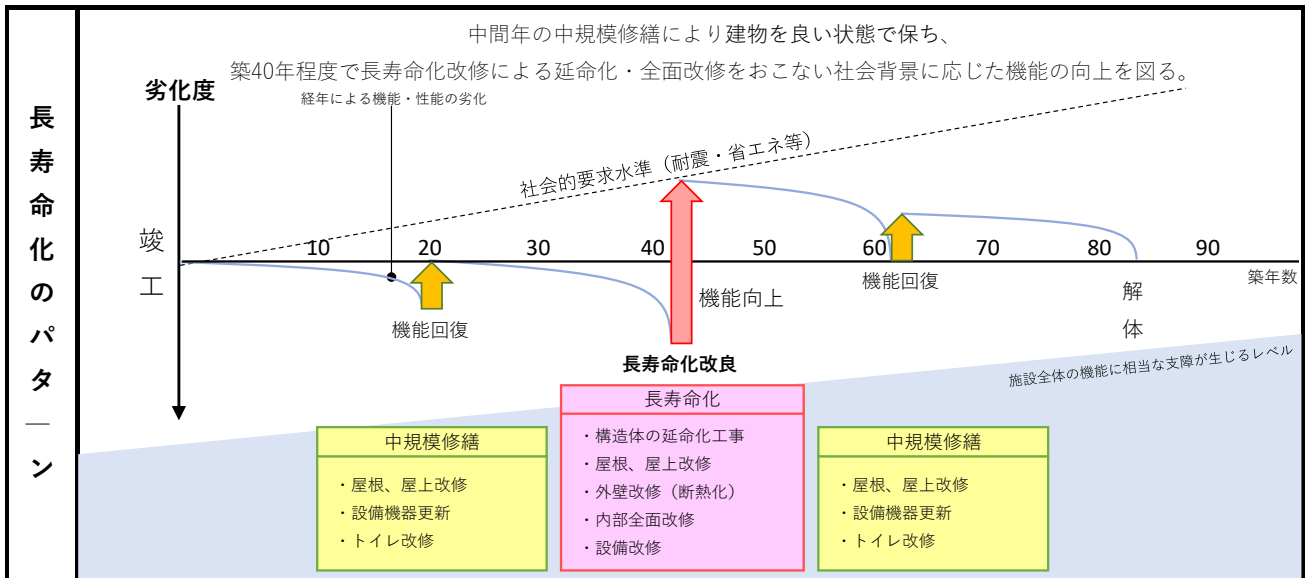 長寿命化のパターン
中間年の中規模修繕により建物を良い状態で保ち、
築40年程度で長寿命化改修による延命化・全面改修をおこない社会背景に応じた機能の向上を図る。
劣化度
経年による機能・性能の劣化
社会的要求水準（耐震・省エネ等）
竣工
10 20 30 40 50 60 70 80 90
築年数
機能回復
機能向上
機能回復
解体
長寿命化改良
施設全体の機能に相当な支障が生じるレベル
中規模修繕
・屋根、屋上改修
・設備機器更新
・トイレ改修
長寿命化
・構造体の延命化工事
・屋根、屋上改修
・外壁改修（断熱化）
・内部全面改修
・設備改修
中規模修繕
・屋根、屋上改修
・設備機器更新
・トイレ改修